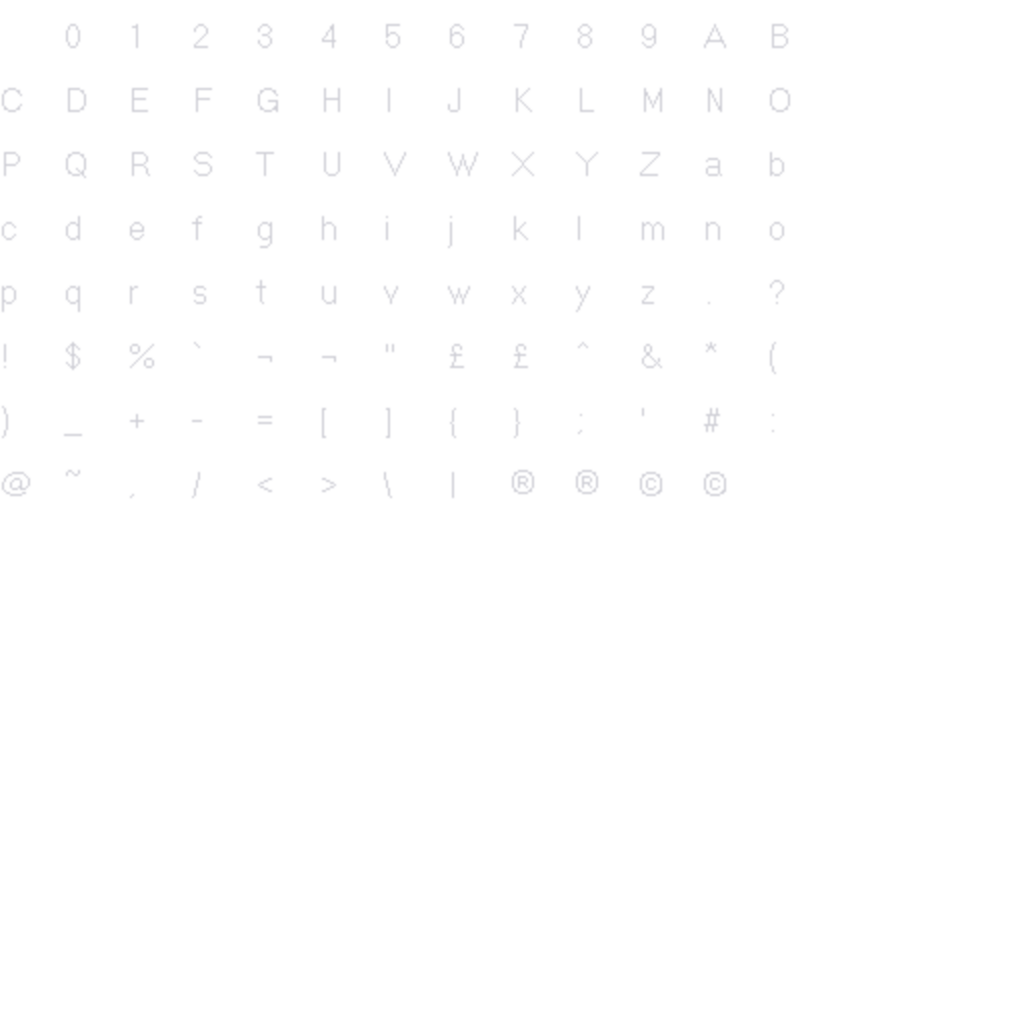 0 1 2 3 4 5 6 7 8 9 A B
C D E F G H I J K L M N O
P Q R S T U V W X Y Z a b
c d e f g h i j k l m n o
p q r s t u v w x y z . ?
! $ % ` ¬ ¬ " £ £ ^ & * (
) _ + - = [ ] { } ; ' # :
@ ~ , / < > \ | ® ® © ©